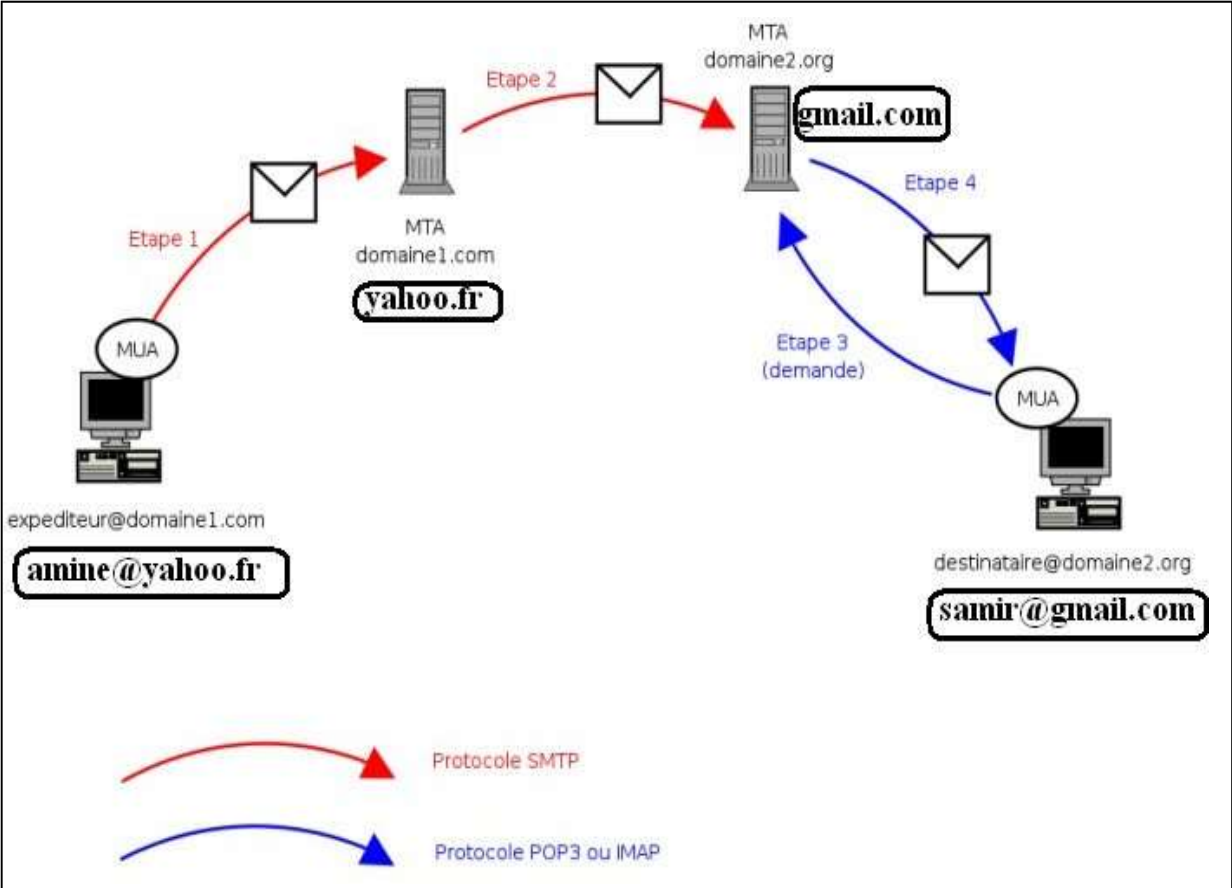 MTA
domaine2.org
gmail.com
Etape 2
Etape 4
Etape 1
MTA
domaine1.com
yahoo.fr
MUA
Etape 3
(demande)
MUA
expediteur@domaine1.com
amine@yahoo.fr
destinataire@domaine2.org
samir@gmail.com
Protocole SMTP
Protocole POP3 ou IMAP